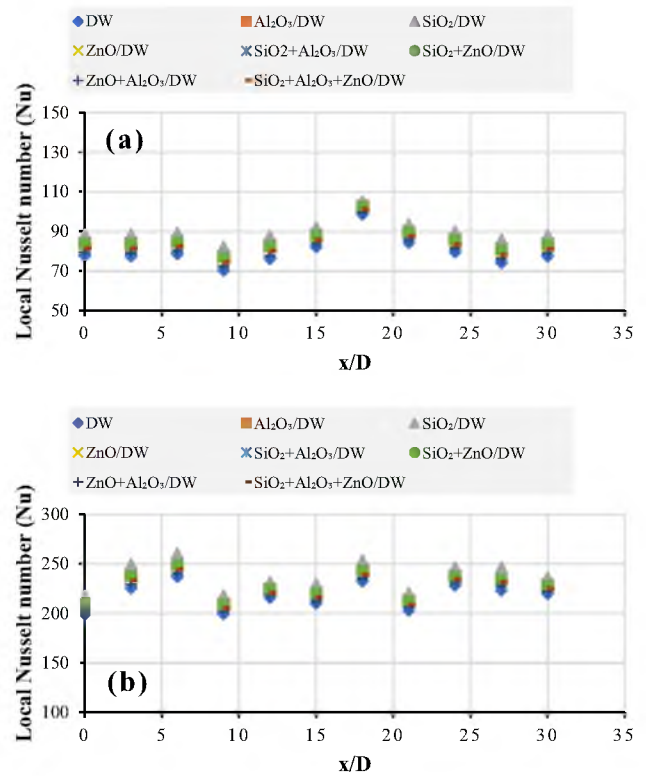 DW Al₂O₃/DW SiO₂/DW
ZnO/DW SiO2+Al₂O₃/DW SiO₂+ZnO/DW
ZnO+Al₂O₃/DW SiO₂+Al₂O₃+ZnO/DW
Local Nusselt number (Nu)
150
130
110
90
70
50
(a)
0 5 10 15 20 25 30 35
x/D
DW Al₂O₃/DW SiO₂/DW
ZnO/DW SiO₂+Al₂O₃/DW SiO₂+ZnO/DW
ZnO+Al₂O₃/DW SiO₂+Al₂O₃+ZnO/DW
Local Nusselt number (Nu)
300
250
200
150
100
(b)
0 5 10 15 20 25 30 35
x/D